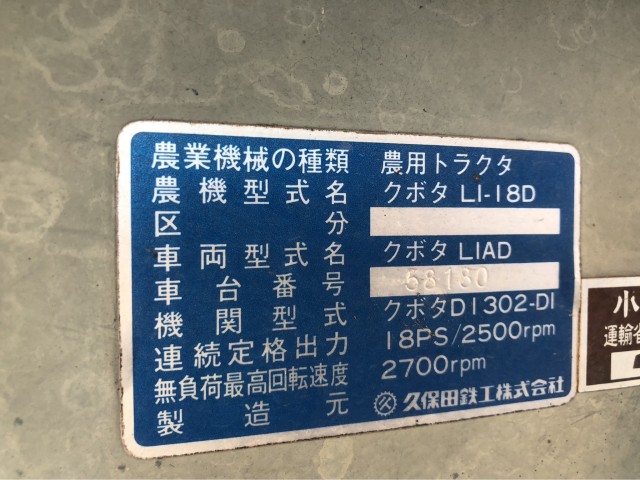 農業機械の種類 農用トラクタ
農機型式名 クボタ L1-18D
区分
車両型式名 クボタ L1AD
車台番号 58180
機関型式 クボタD1302-D1
連続定格出力 18PS/2500rpm
無負荷最高回転速度 2700rpm
製造元 久保田鉄工株式会社
小
運輸省